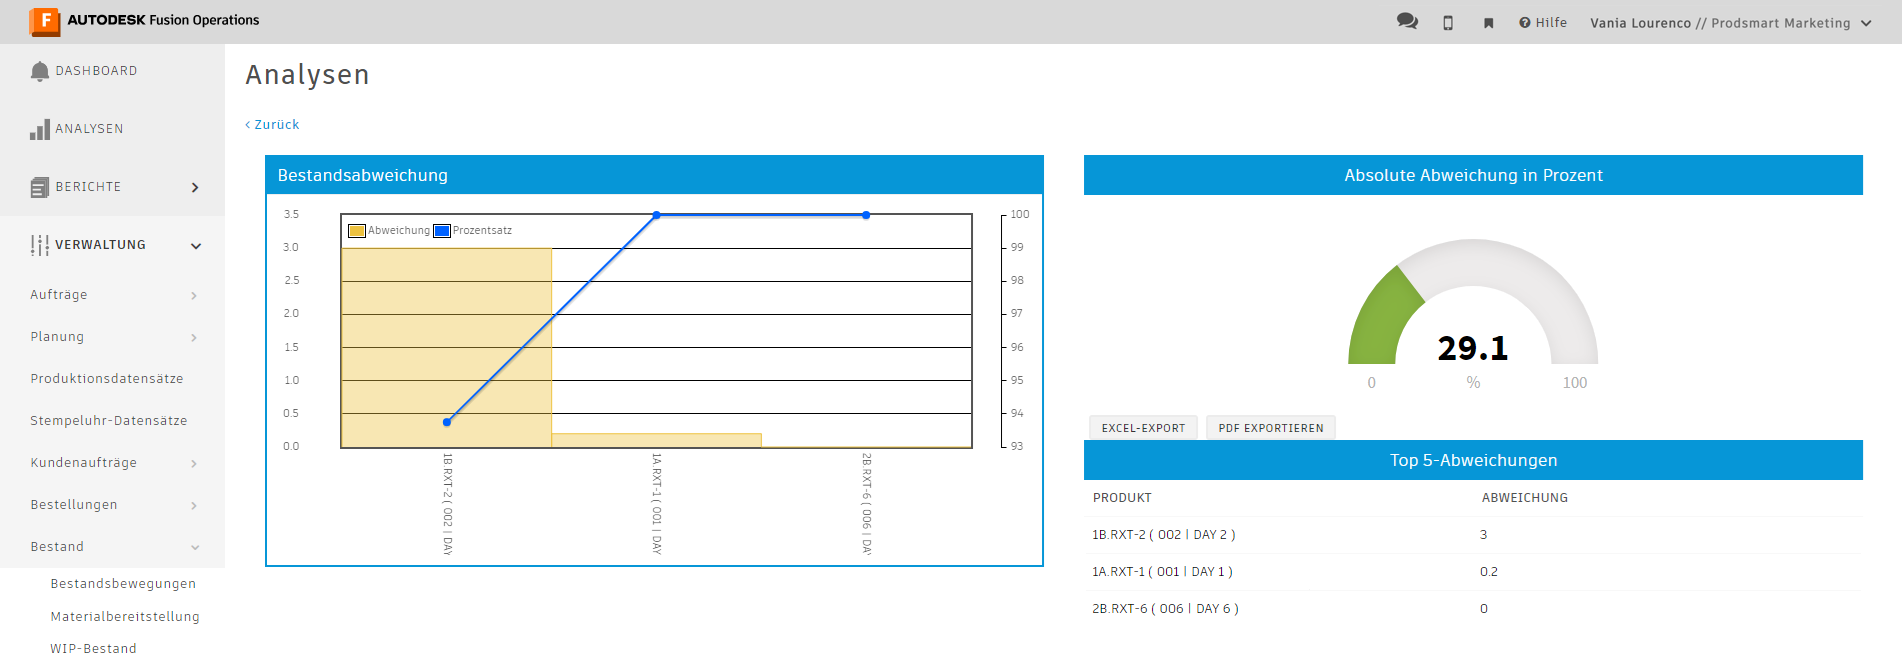 AUTODESK Fusion Operations
Hilfe
Vania Lourenco // Prodsmart Marketing
DASHBOARD
ANALYSEN
BERICHTE
VERWALTUNG
Aufträge
Planung
Produktionsdatensätze
Stempeluhr-Datensätze
Kundenaufträge
Bestellungen
Bestand
Bestandsbewegungen
Materialbereitstellung
WIP-Bestand
Analysen
‹ Zurück
Bestandsabweichung
3.5
3.0
2.5
2.0
1.5
1.0
0.5
0.0
Abweichung Prozentsatz
100
99
98
97
96
95
94
93
1B.RXT-2 ( 002 | DAY
1A.RXT-1 ( 001 | DAY
2B.RXT-6 ( 006 | DAY
Absolute Abweichung in Prozent
29.1
0 % 100
EXCEL-EXPORT PDF EXPORTIEREN
Top 5-Abweichungen
PRODUKT ABWEICHUNG
1B.RXT-2 ( 002 | DAY 2 ) 3
1A.RXT-1 ( 001 | DAY 1 ) 0.2
2B.RXT-6 ( 006 | DAY 6 ) 0